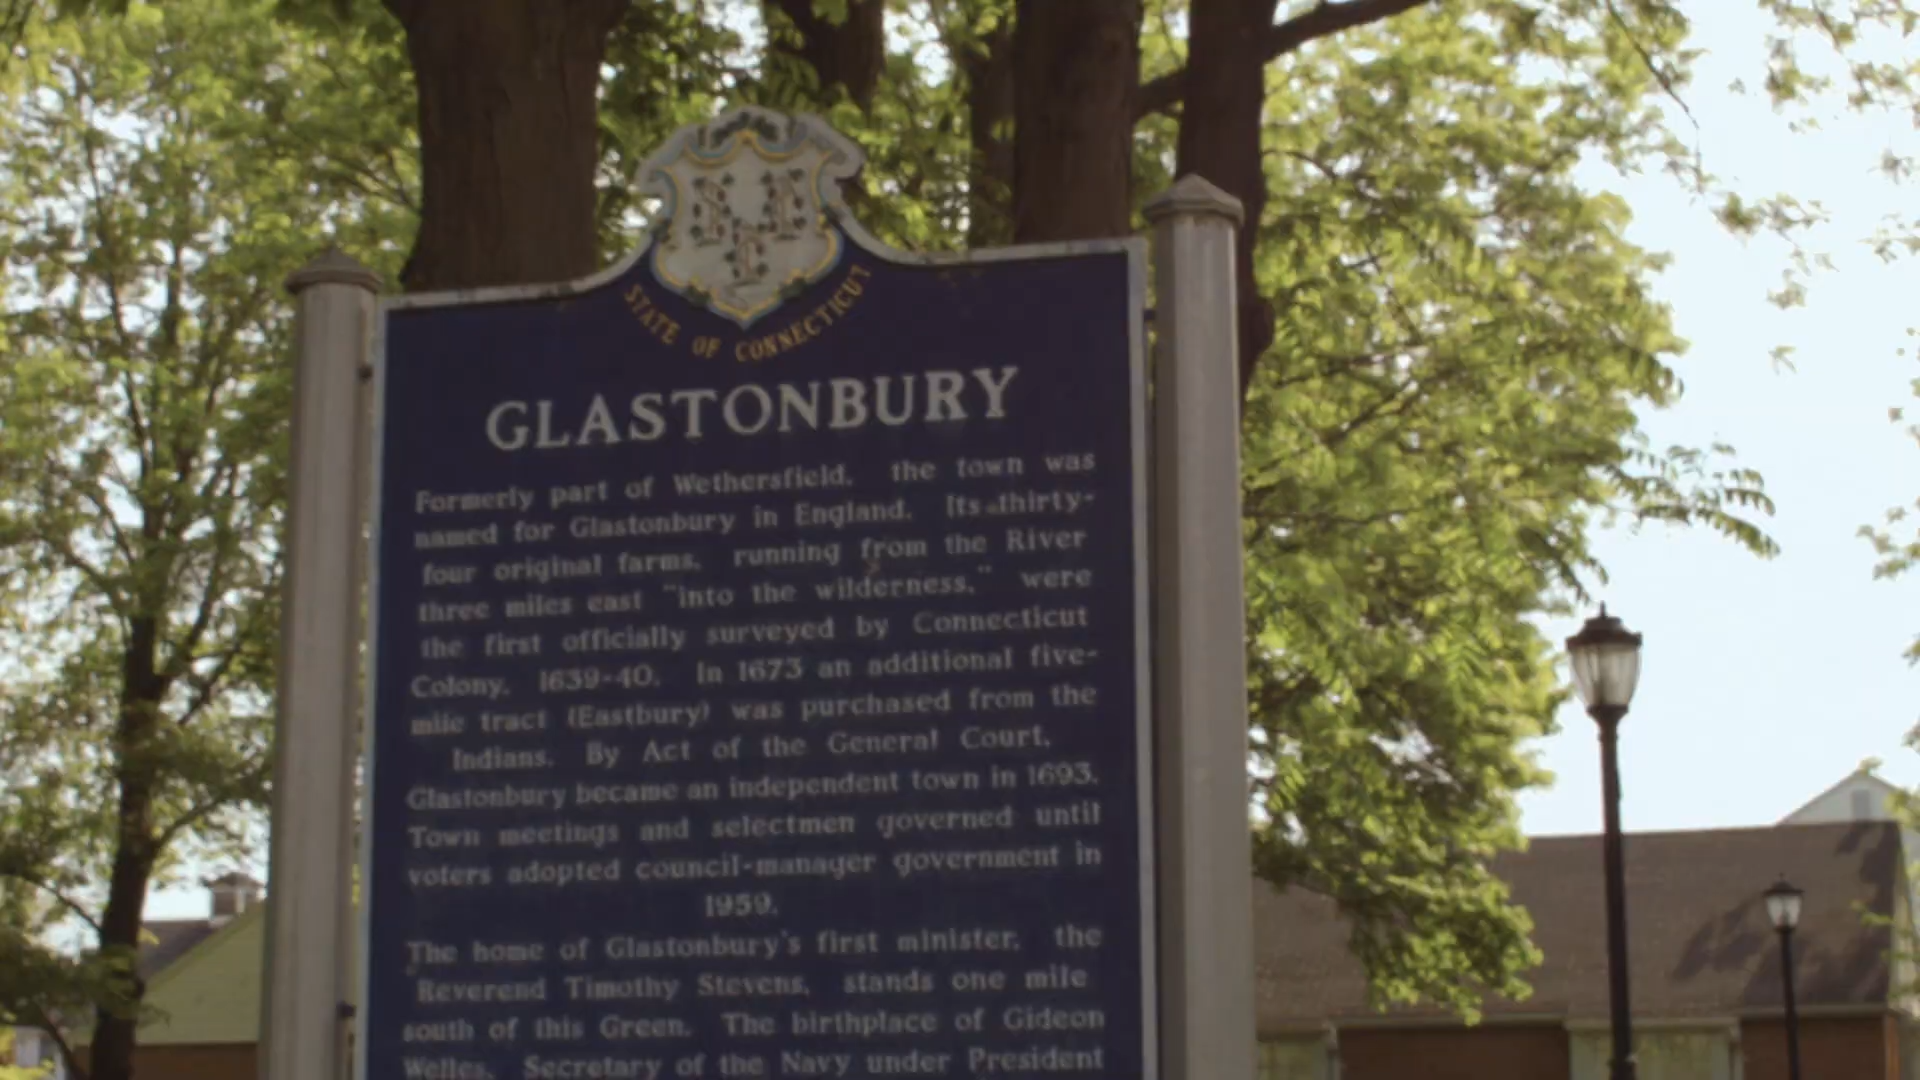 STATE OF CONNECTICUT
GLASTONBURY
Formerly part of Wethersfield, the town was
named for Glastonbury in England. Its thirty-
four original farms, running from the River
three miles east "into the wilderness," were
the first officially surveyed by Connecticut
Colony, 1639-40. In 1673 an additional five-
mile tract (Eastbury) was purchased from the
Indians. By Act of the General Court,
Glastonbury became an independent town in 1693.
Town meetings and selectmen governed until
voters adopted council-manager government in
1959.
The home of Glastonbury's first minister, the
Reverend Timothy Stevens, stands one mile
south of this Green. The birthplace of Gideon
Welles, Secretary of the Navy under President